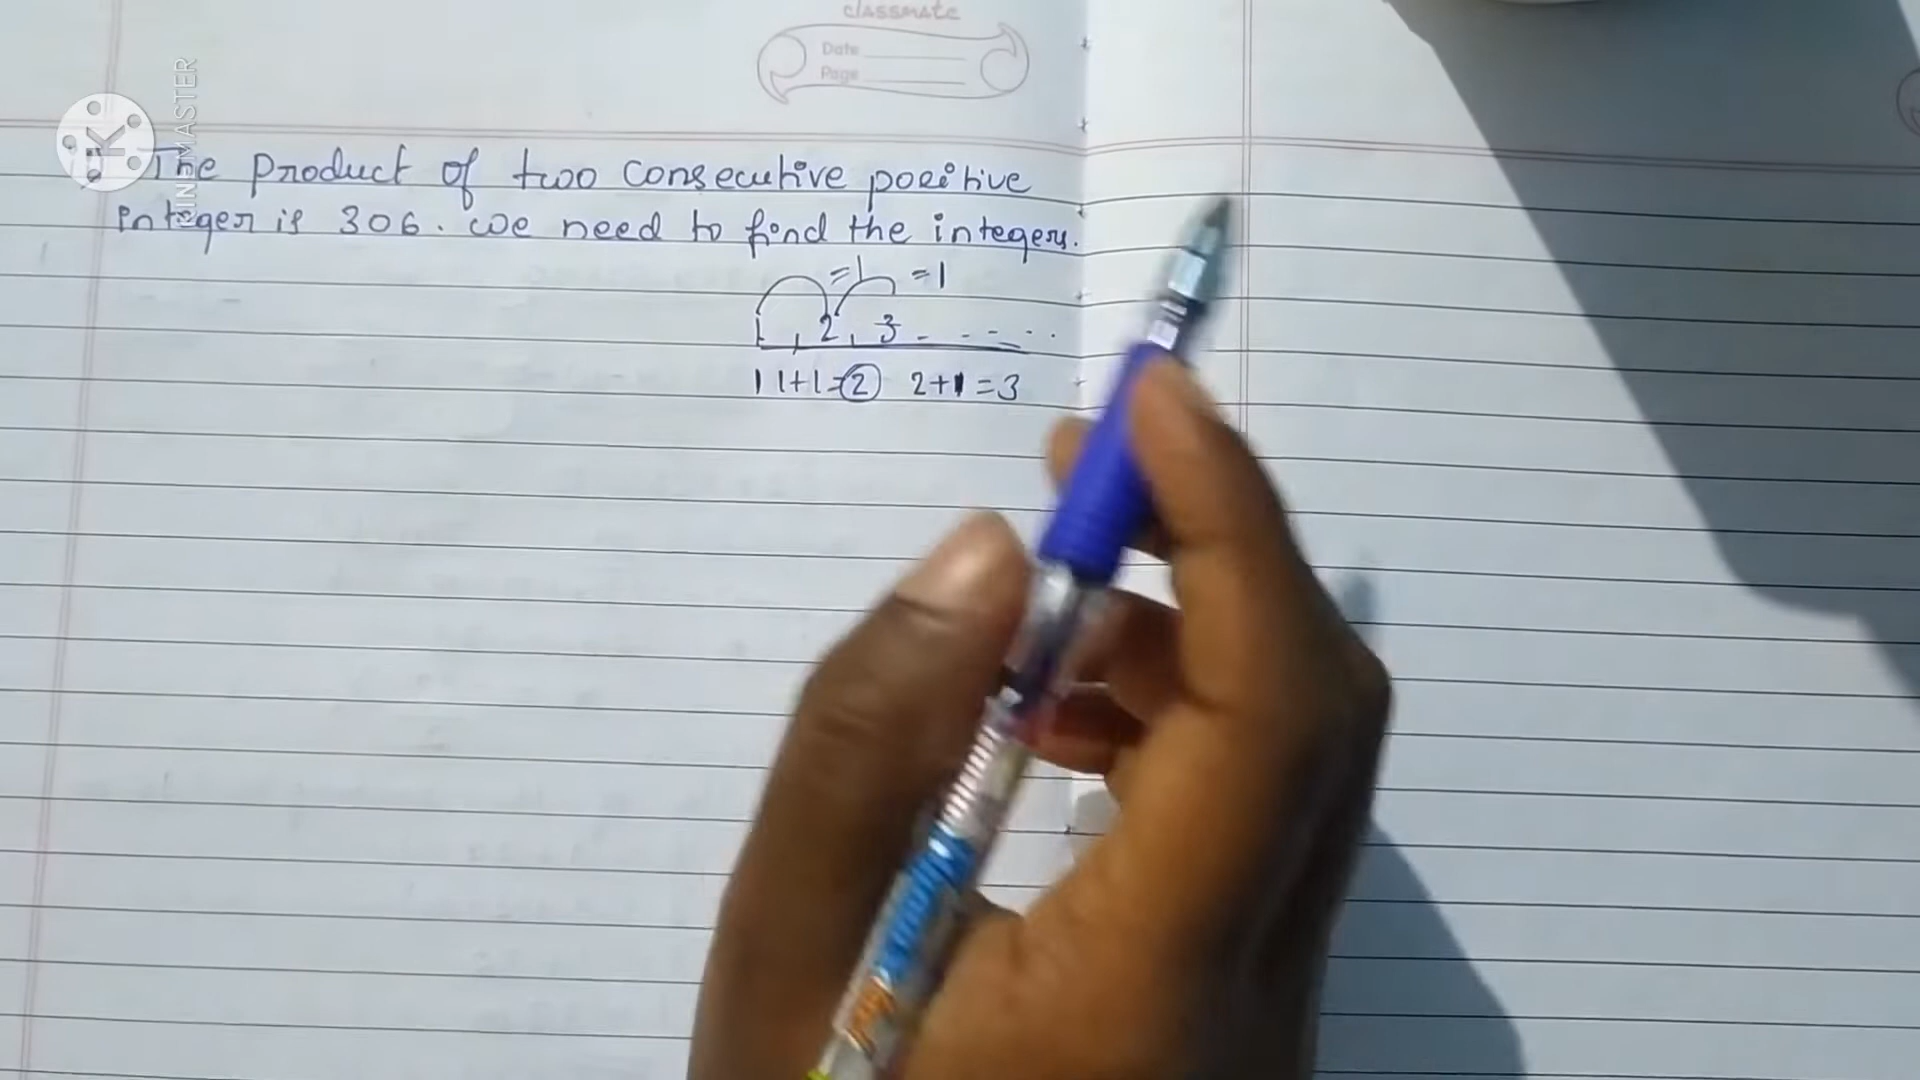 classmate
Date
Page
KINEMASTER
The product of two consecutive positive
integer is 306. we need to find the integers.
=1 =1
1, 2, 3 - - - - . .
1 1+1=2 2+1=3